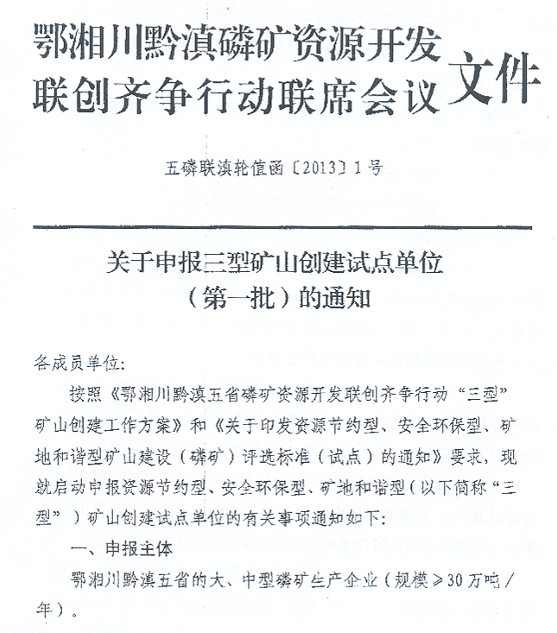 鄂湘川黔滇磷矿资源开发
联创齐争行动联席会议 文件
五磷联滇轮值函〔2013〕1号
关于申报三型矿山创建试点单位
（第一批）的通知
各成员单位：
按照《鄂湘川黔滇五省磷矿资源开发联创齐争行动“三型”
矿山创建工作方案》和《关于印发资源节约型、安全环保型、矿
地和谐型矿山建设（磷矿）评选标准（试点）的通知》要求，现
就启动申报资源节约型、安全环保型、矿地和谐型（以下简称“三
型”）矿山创建试点单位的有关事项通知如下：
一、申报主体
鄂湘川黔滇五省的大、中型磷矿生产企业（规模≥30万吨/
年）。